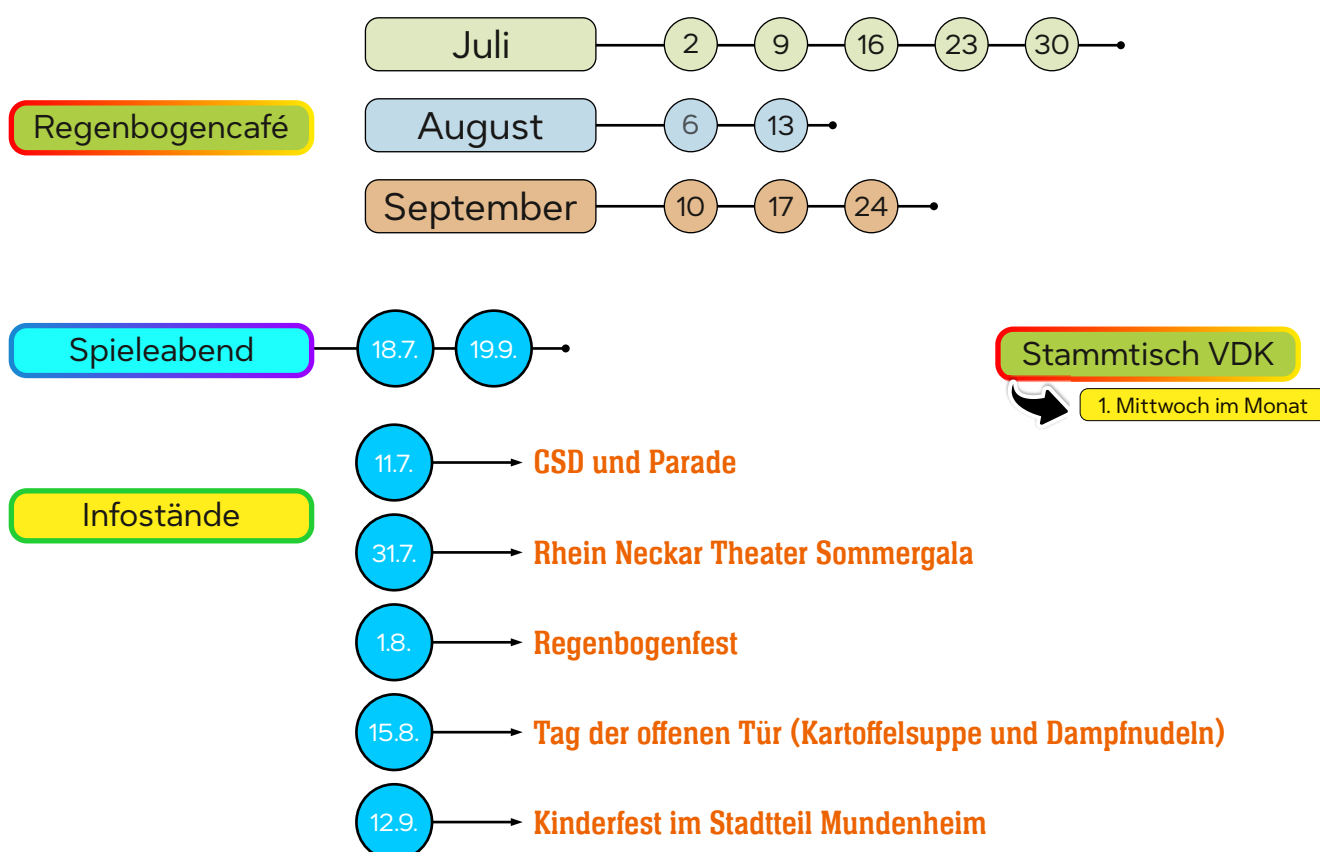 Juli 2 9 16 23 30
Regenbogencafé
August 6 13
September 10 17 24
Spieleabend 18.7. 19.9.
Stammtisch VDK
1. Mittwoch im Monat
Infostände
11.7. CSD und Parade
31.7. Rhein Neckar Theater Sommergala
1.8. Regenbogenfest
15.8. Tag der offenen Tür (Kartoffelsuppe und Dampfnudeln)
12.9. Kinderfest im Stadtteil Mundenheim